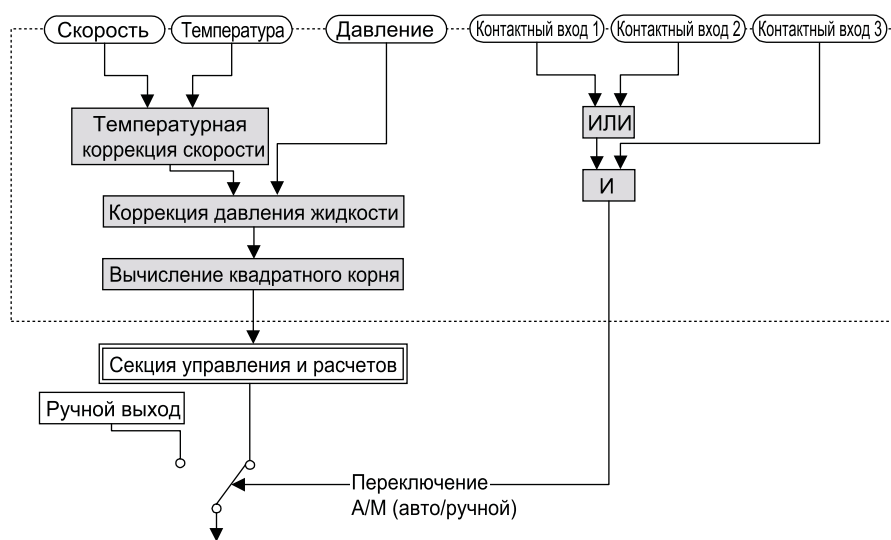 Скорость
Температура
Давление
Контактный вход 1
Контактный вход 2
Контактный вход 3
Температурная
коррекция скорости
ИЛИ
И
Коррекция давления жидкости
Вычисление квадратного корня
Секция управления и расчетов
Ручной выход
Переключение
А/М (авто/ручной)